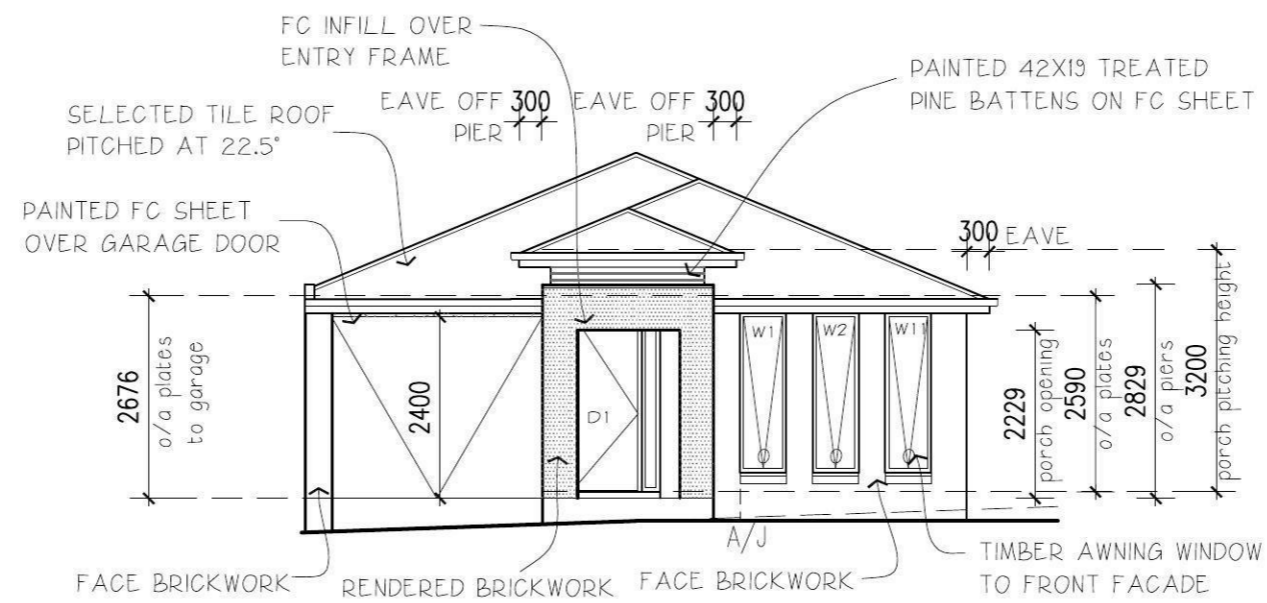 FC INFILL OVER
ENTRY FRAME
PAINTED 42X19 TREATED
PINE BATTENS ON FC SHEET
EAVE OFF 300
PIER
EAVE OFF 300
PIER
SELECTED TILE ROOF
PITCHED AT 22.5°
PAINTED FC SHEET
OVER GARAGE DOOR
300 EAVE
2676
o/a plates
to garage
2400
D1
W1
W2
W11
2229
porch opening
2590
o/a plates
2829
o/a piers
3200
porch pitching height
A/J
FACE BRICKWORK
RENDERED BRICKWORK
FACE BRICKWORK
TIMBER AWNING WINDOW
TO FRONT FACADE